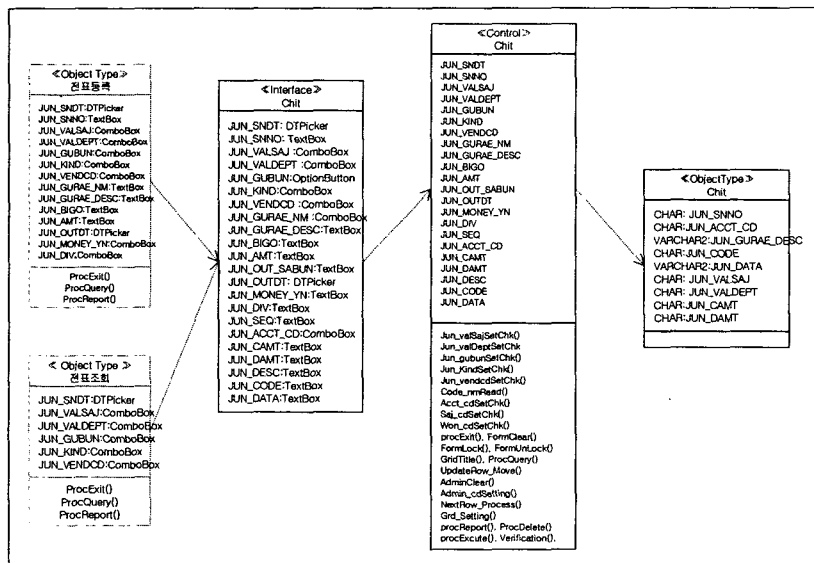 ≪Object Type≫
전표등록
JUN_SNDT:DTPicker
JUN_SNNO:TextBox
JUN_VALSAJ:ComboBox
JUN_VALDEPT:ComboBox
JUN_GUBUN:ComboBox
JUN_KIND:ComboBox
JUN_VENDCD:ComboBox
JUN_GURAE_NM:TextBox
JUN_GURAE_DESC:TextBox
JUN_BIGO:TextBox
JUN_AMT:TextBox
JUN_OUTDT:DTPicker
JUN_MONEY_YN:ComboBox
JUN_DIV:ComboBox
ProcExit()
ProcQuery()
ProcReport()
≪ Object Type ≫
전표조회
JUN_SNDT:DTPicker
JUN_VALSAJ:ComboBox
JUN_VALDEPT:ComboBox
JUN_GUBUN:ComboBox
JUN_KIND:ComboBox
JUN_VENDCD:ComboBox
ProcExit()
ProcQuery()
ProcReport()
≪Interface≫
Chit
JUN_SNDT: DTPicker
JUN_SNNO: TextBox
JUN_VALSAJ :ComboBox
JUN_VALDEPT :ComboBox
JUN_GUBUN:OptionButton
JUN_KIND:ComboBox
JUN_VENDCD :ComboBox
JUN_GURAE_NM :ComboBox
JUN_GURAE_DESC:TextBox
JUN_BIGO:TextBox
JUN_AMT:TextBox
JUN_OUT_SABUN:TextBox
JUN_OUTDT: DTPicker
JUN_MONEY_YN:TextBox
JUN_DIV:TextBox
JUN_SEQ:TextBox
JUN_ACCT_CD:ComboBox
JUN_CAMT:TextBox
JUN_DAMT:TextBox
JUN_DESC:TextBox
JUN_CODE:TextBox
JUN_DATA:TextBox
≪Control≫
Chit
JUN_SNDT
JUN_SNNO
JUN_VALSAJ
JUN_VALDEPT
JUN_GUBUN
JUN_KIND
JUN_VENDCD
JUN_GURAE_NM
JUN_GURAE_DESC
JUN_BIGO
JUN_AMT
JUN_OUT_SABUN
JUN_OUTDT
JUN_MONEY_YN
JUN_DIV
JUN_SEQ
JUN_ACCT_CD
JUN_CAMT
JUN_DAMT
JUN_DESC
JUN_CODE
JUN_DATA
Jun_valSajSetChk()
Jun_valDeptSetChk
Jun_gubunSetChk()
Jun_KindSetChk()
Jun_vendcdSetChk()
Code_nmRead()
Acct_cdSetChk()
Saj_cdSetChk()
Won_cdSetChk()
procExit(), FormClear()
FormLock(), FormUnLock()
GridTitle(), ProcQuery()
UpdateRow_Move()
AdminClear()
Admin_cdSetting()
NextRow_Process()
Grd_Setting()
procReport(), ProcDelete()
procExcute(), Verification(),
≪ObjectType≫
Chit
CHAR: JUN_SNNO
CHAR:JUN_ACCT_CD
VARCHAR2:JUN_GURAE_DESC
CHAR:JUN_CODE
VARCHAR2:JUN_DATA
CHAR: JUN_VALSAJ
CHAR: JUN_VALDEPT
CHAR:JUN_CAMT
CHAR:JUN_DAMT